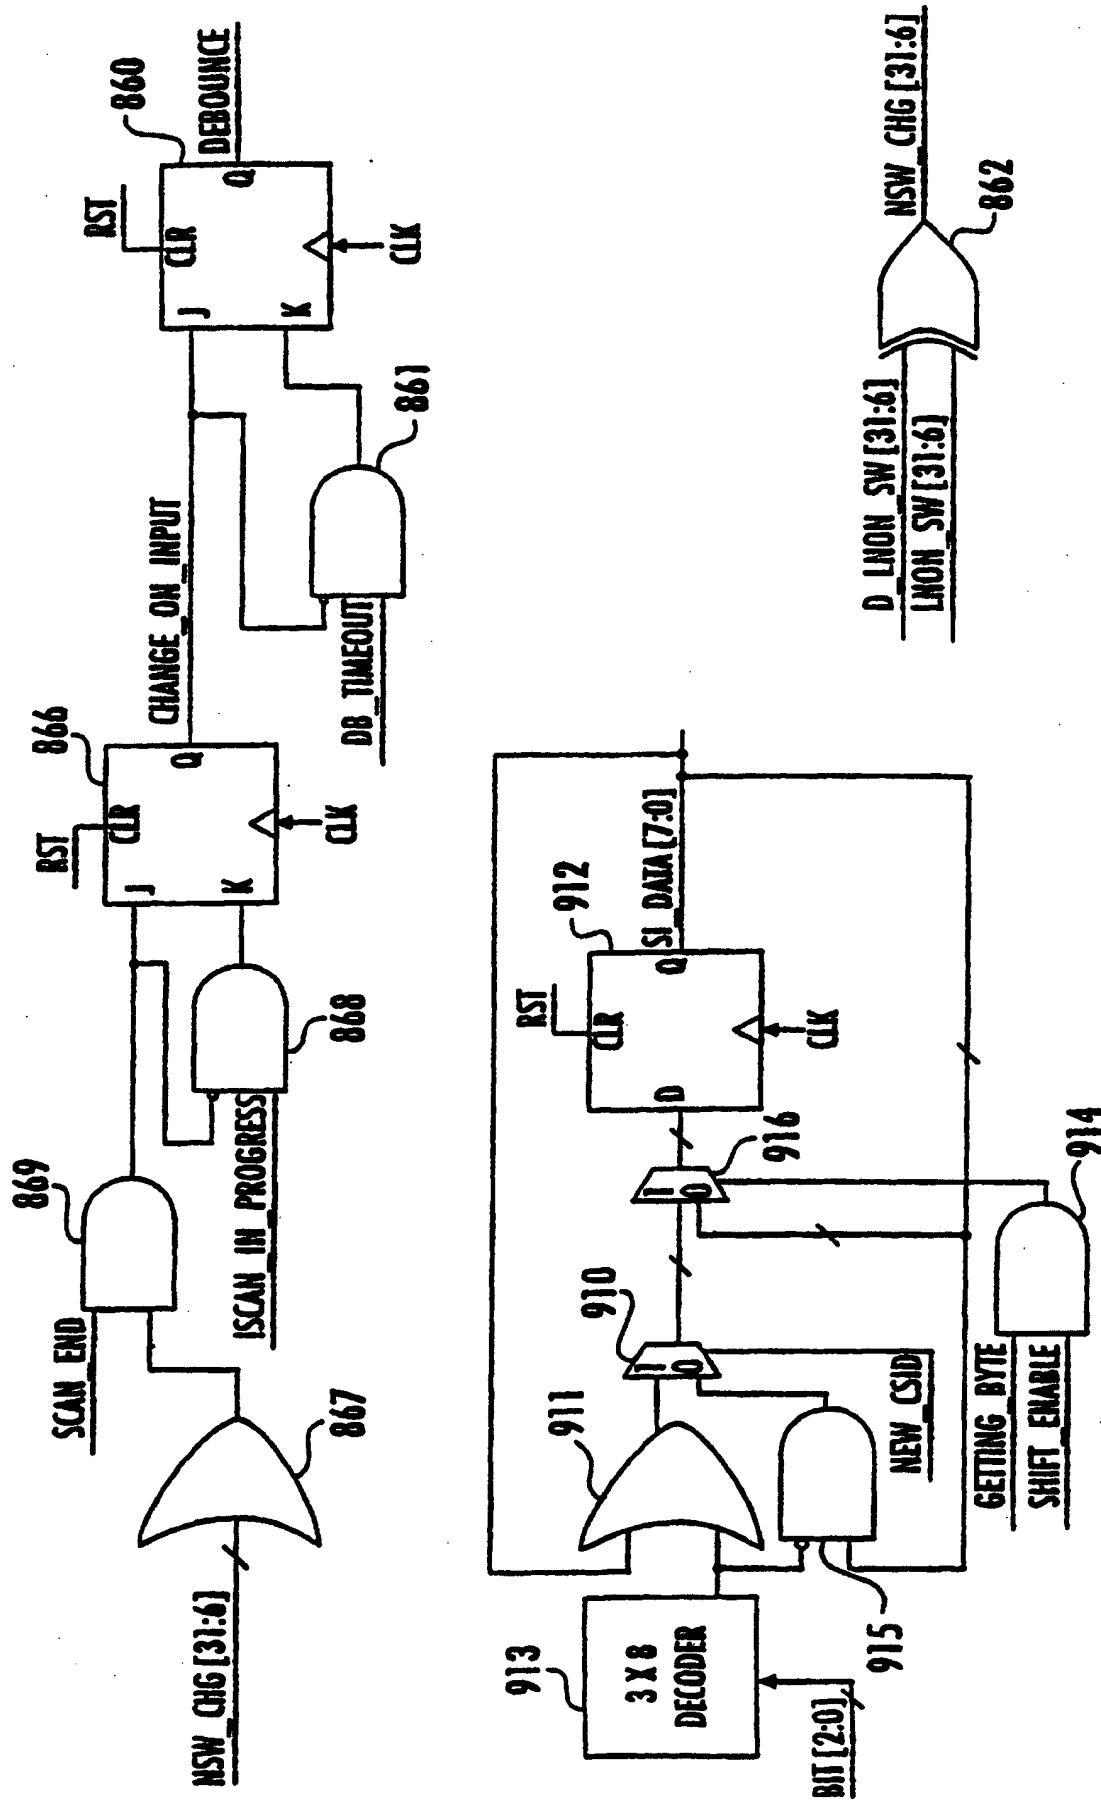 NSW_CHG [31:6]
867
SCAN_END
869
ISCAN_IN_PROGRESS
868
RST
866
J
CLR
Q
K
CLK
CHANGE_ON_INPUT
DB_TIMEOUT
861
RST
860
J
CLR
Q
K
CLK
DEBOUNCE
BIT [2:0]
913
3 X 8
DECODER
911
915
910
1
0
NEW_CSID
916
1
0
GETTING_BYTE
SHIFT_ENABLE
914
RST
912
D
CLR
Q
CLK
SI_DATA [7:0]
D_LNON_SW [31:6]
LNON_SW [31:6]
NSW_CHG [31:6]
862